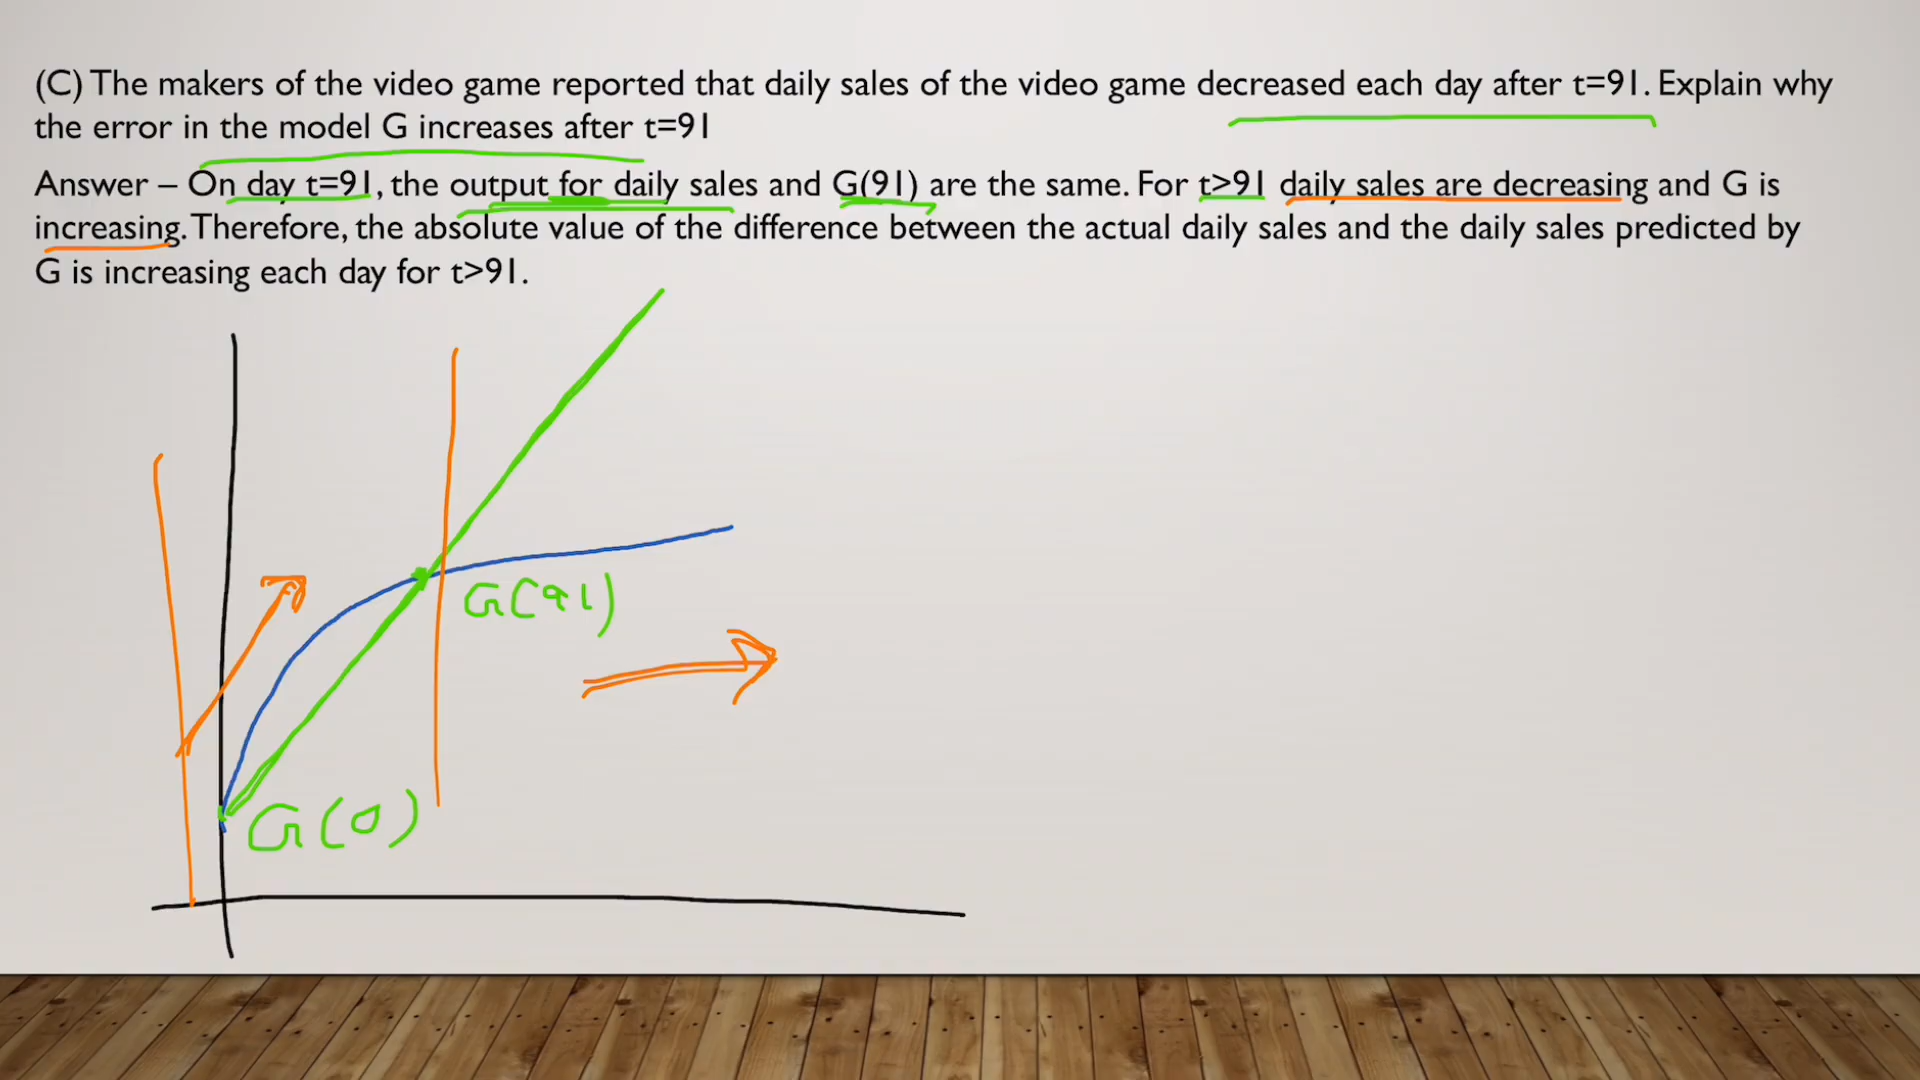 (C) The makers of the video game reported that daily sales of the video game decreased each day after t=91. Explain why
the error in the model G increases after t=91
Answer – On day t=91, the output for daily sales and G(91) are the same. For t>91 daily sales are decreasing and G is
increasing. Therefore, the absolute value of the difference between the actual daily sales and the daily sales predicted by
G is increasing each day for t>91.
G(91)
G(0)